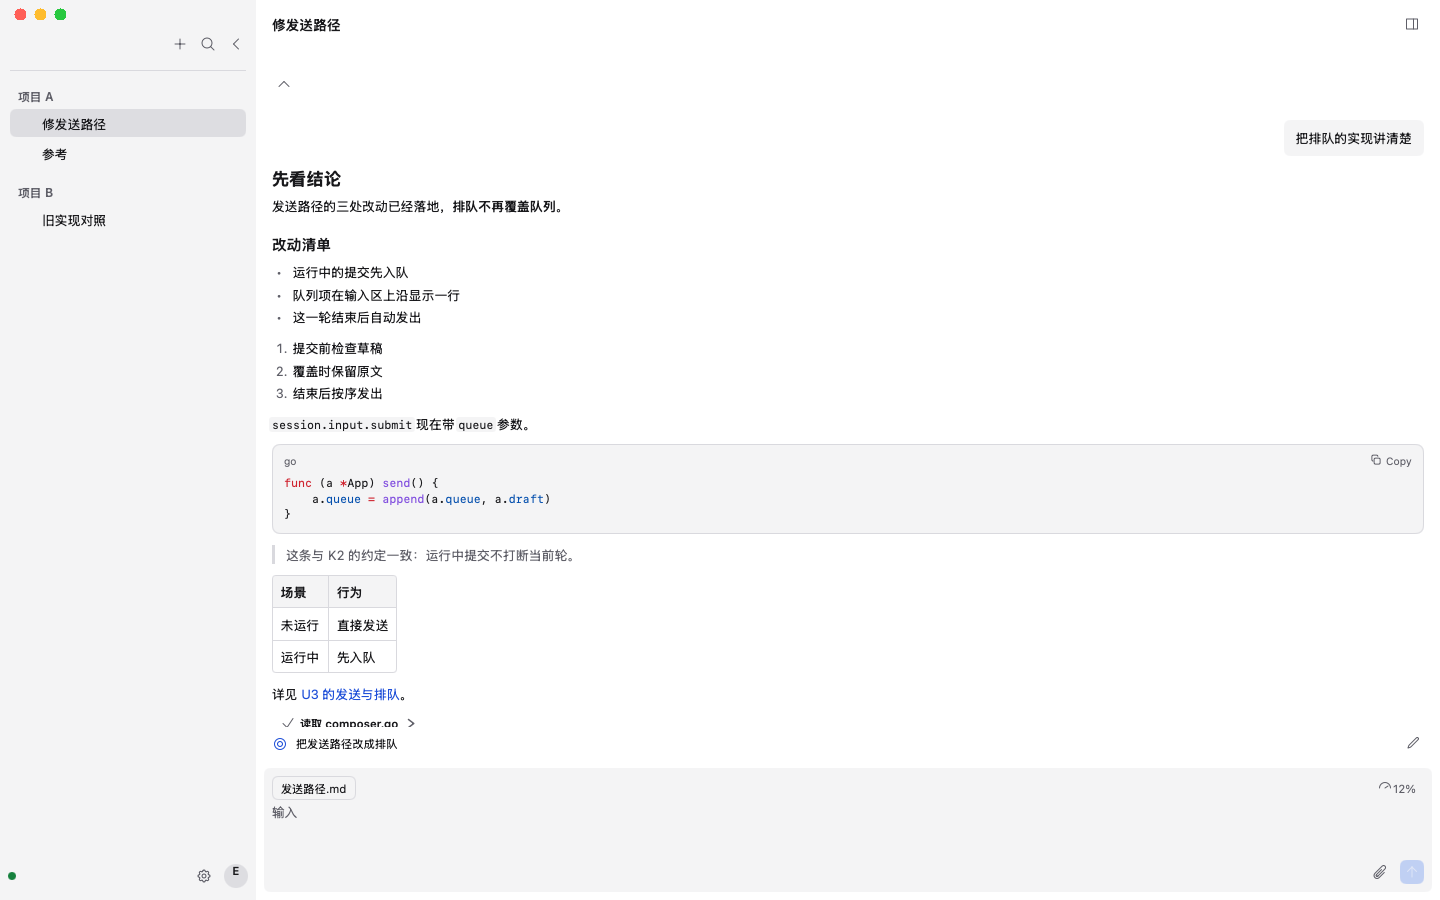 修发送路径
项目 A
修发送路径
参考
项目 B
旧实现对照
把排队的实现讲清楚
先看结论
发送路径的三处改动已经落地，排队不再覆盖队列。
改动清单
• 运行中的提交先入队
• 队列项在输入区上沿显示一行
• 这一轮结束后自动发出
1. 提交前检查草稿
2. 覆盖时保留原文
3. 结束后按序发出
session.input.submit 现在带 queue 参数。
go
Copy
func (a *App) send() {
    a.queue = append(a.queue, a.draft)
}
这条与 K2 的约定一致：运行中提交不打断当前轮。
场景 行为
未运行 直接发送
运行中 先入队
详见 U3 的发送与排队。
读取 composer.go
把发送路径改成排队
发送路径.md
12%
输入
E